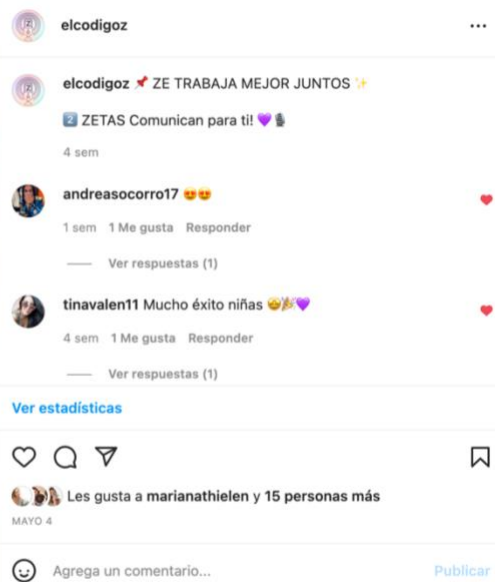 elcodigoz
elcodigoz 📌 ZE TRABAJA MEJOR JUNTOS ✨
2️⃣ ZETAS Comunican para ti! 💜🎙️
4 sem
andreasocorro17 😍😍
1 sem 1 Me gusta Responder
Ver respuestas (1)
tinavalen11 Mucho éxito niñas 🤩🎉💜
4 sem 1 Me gusta Responder
Ver respuestas (1)
Ver estadísticas
Les gusta a marianathielen y 15 personas más
MAYO 4
Agrega un comentario... Publicar